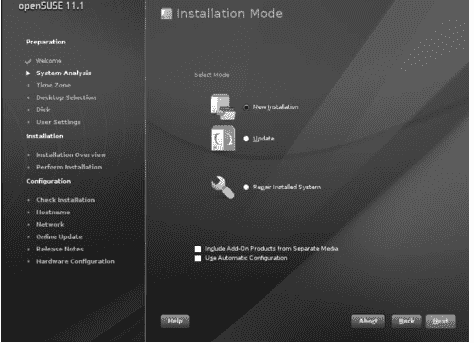 openSUSE 11.1
Preparation
Welcome
System Analysis
Time Zone
Desktop Selection
Disk
User Settings
Installation
Installation Overview
Perform Installation
Configuration
Check Installation
Hostname
Network
Online Update
Release Notes
Hardware Configuration
Installation Mode
Select Mode
New Installation
Update
Repair Installed System
Include Add-On Products from Separate Media
Use Automatic Configuration
Help
Abort
Back
Next